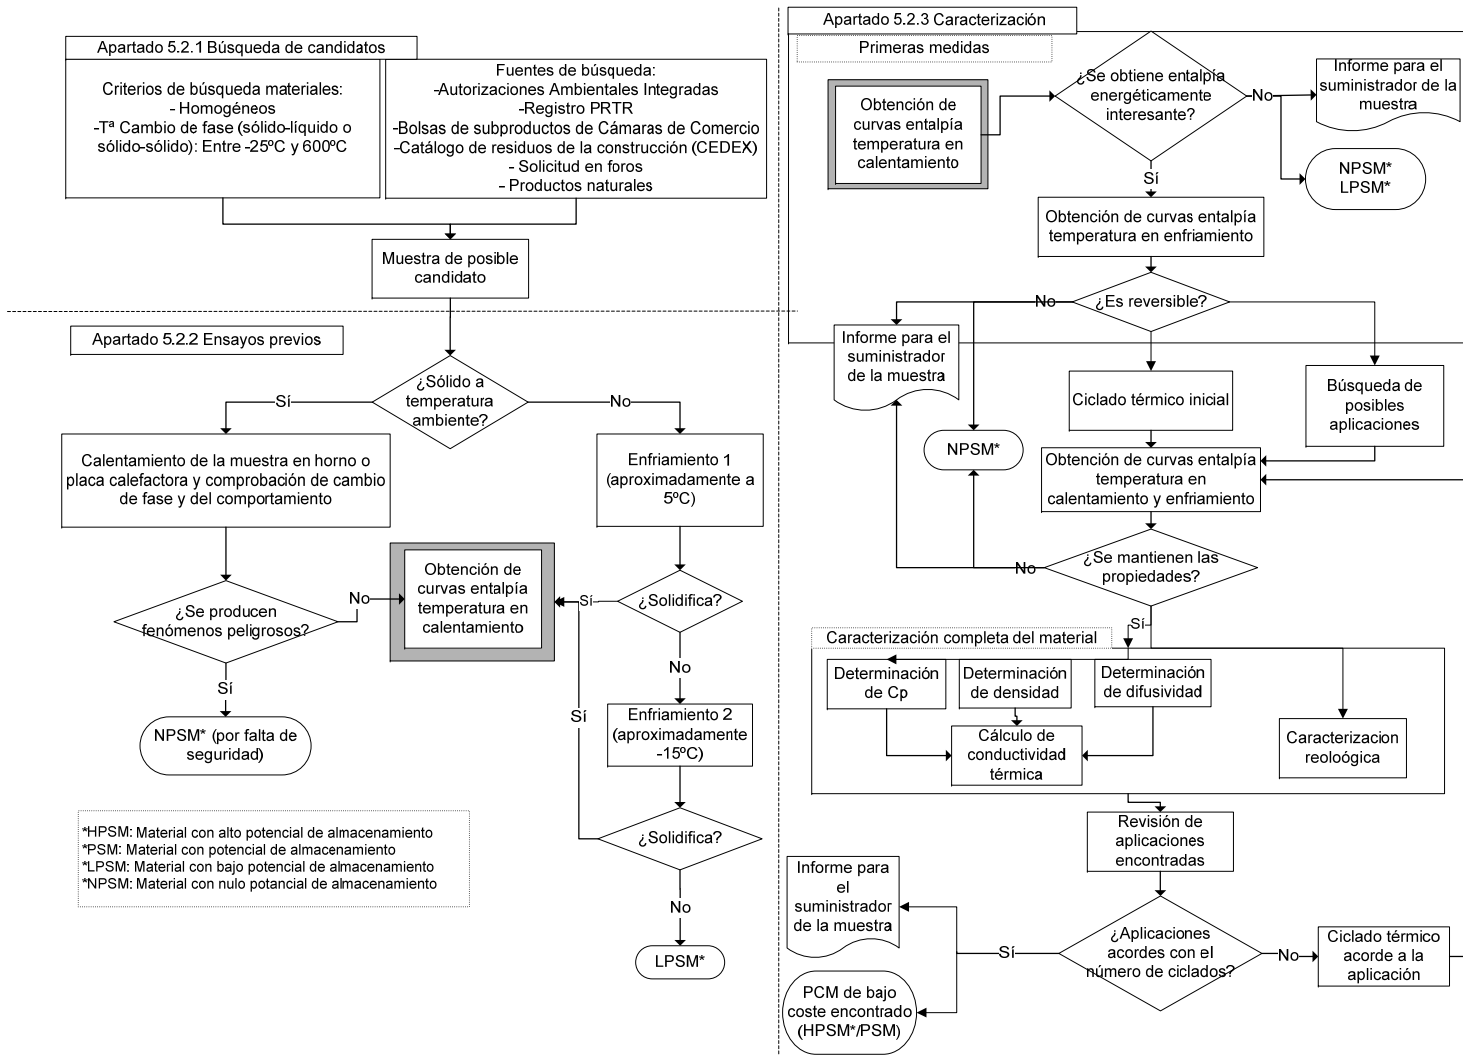 Apartado 5.2.1 Búsqueda de candidatos
Criterios de búsqueda materiales:
- Homogéneos
-Tª Cambio de fase (sólido-líquido o
sólido-sólido): Entre -25ºC y 600ºC
Fuentes de búsqueda:
-Autorizaciones Ambientales Integradas
-Registro PRTR
-Bolsas de subproductos de Cámaras de Comercio
-Catálogo de residuos de la construcción (CEDEX)
- Solicitud en foros
- Productos naturales
Muestra de posible
candidato
Apartado 5.2.2 Ensayos previos
¿Sólido a
temperatura
ambiente?
Sí
No
Calentamiento de la muestra en horno o
placa calefactora y comprobación de cambio
de fase y del comportamiento
Enfriamiento 1
(aproximadamente a
5ºC)
¿Se producen
fenómenos peligrosos?
No
Obtención de
curvas entalpía
temperatura en
calentamiento
Sí
¿Solidifica?
Sí
No
NPSM* (por falta de
seguridad)
Sí
Enfriamiento 2
(aproximadamente
-15ºC)
¿Solidifica?
No
LPSM*
*HPSM: Material con alto potencial de almacenamiento
*PSM: Material con potencial de almacenamiento
*LPSM: Material con bajo potencial de almacenamiento
*NPSM: Material con nulo potancial de almacenamiento
Apartado 5.2.3 Caracterización
Primeras medidas
Obtención de
curvas entalpía
temperatura en
calentamiento
¿Se obtiene entalpía
energéticamente
interesante?
No
Informe para el
suministrador de la
muestra
NPSM*
LPSM*
Sí
Obtención de curvas entalpía
temperatura en enfriamiento
¿Es reversible?
No
Informe para el
suministrador
de la muestra
NPSM*
Ciclado térmico inicial
Búsqueda de
posibles
aplicaciones
Obtención de curvas entalpía
temperatura en
calentamiento y enfriamiento
¿Se mantienen las
propiedades?
No
Sí
Caracterización completa del material
Determinación
de Cp
Determinación
de densidad
Determinación
de difusividad
Cálculo de
conductividad
térmica
Caracterizacion
reológica
Revisión de
aplicaciones
encontradas
¿Aplicaciones
acordes con el
número de ciclados?
Sí
No
Informe para
el
suministrador
de la muestra
PCM de bajo
coste encontrado
(HPSM*/PSM)
Ciclado térmico
acorde a la
aplicación